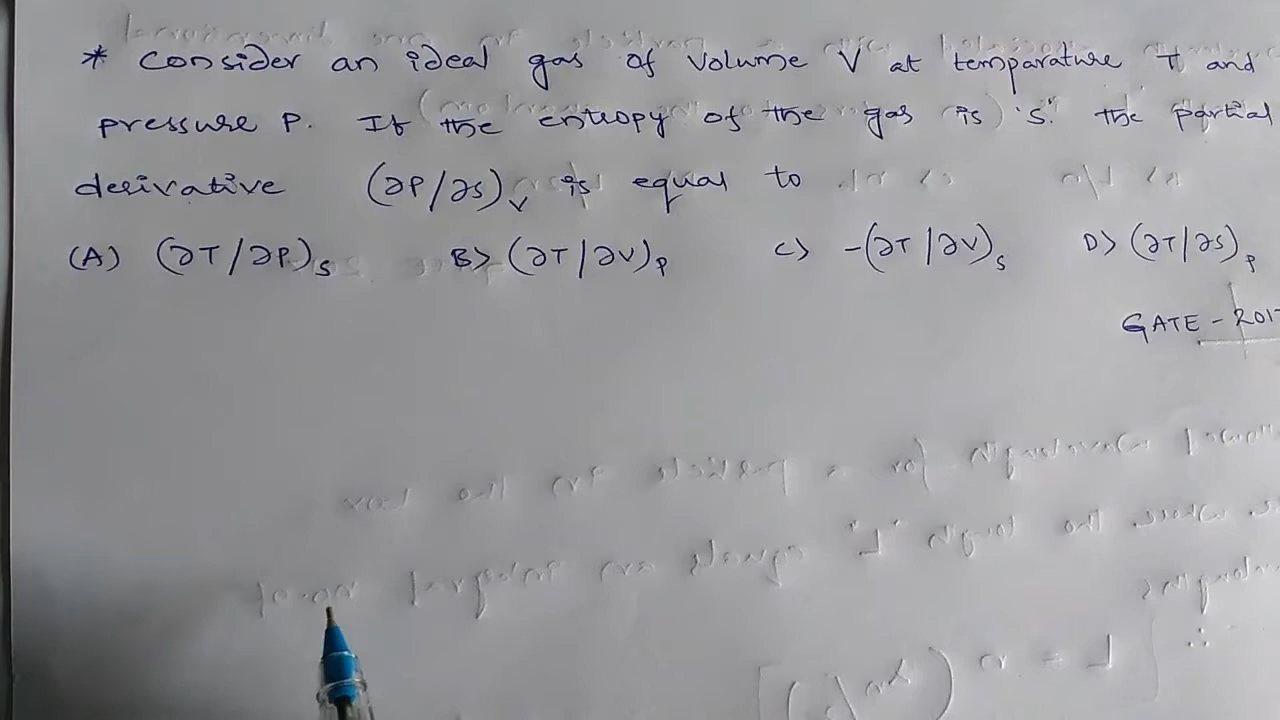 * Consider an ideal gas of volume V at temparature T and
pressure P. If the entropy of the gas is 's'. the partial
desivative (∂P/∂S)ᵥ is equal to
(A) (∂T/∂P)ₛ B> (∂T/∂V)ₚ C> -(∂T/∂V)ₛ D> (∂T/∂S)ₚ
GATE - 201